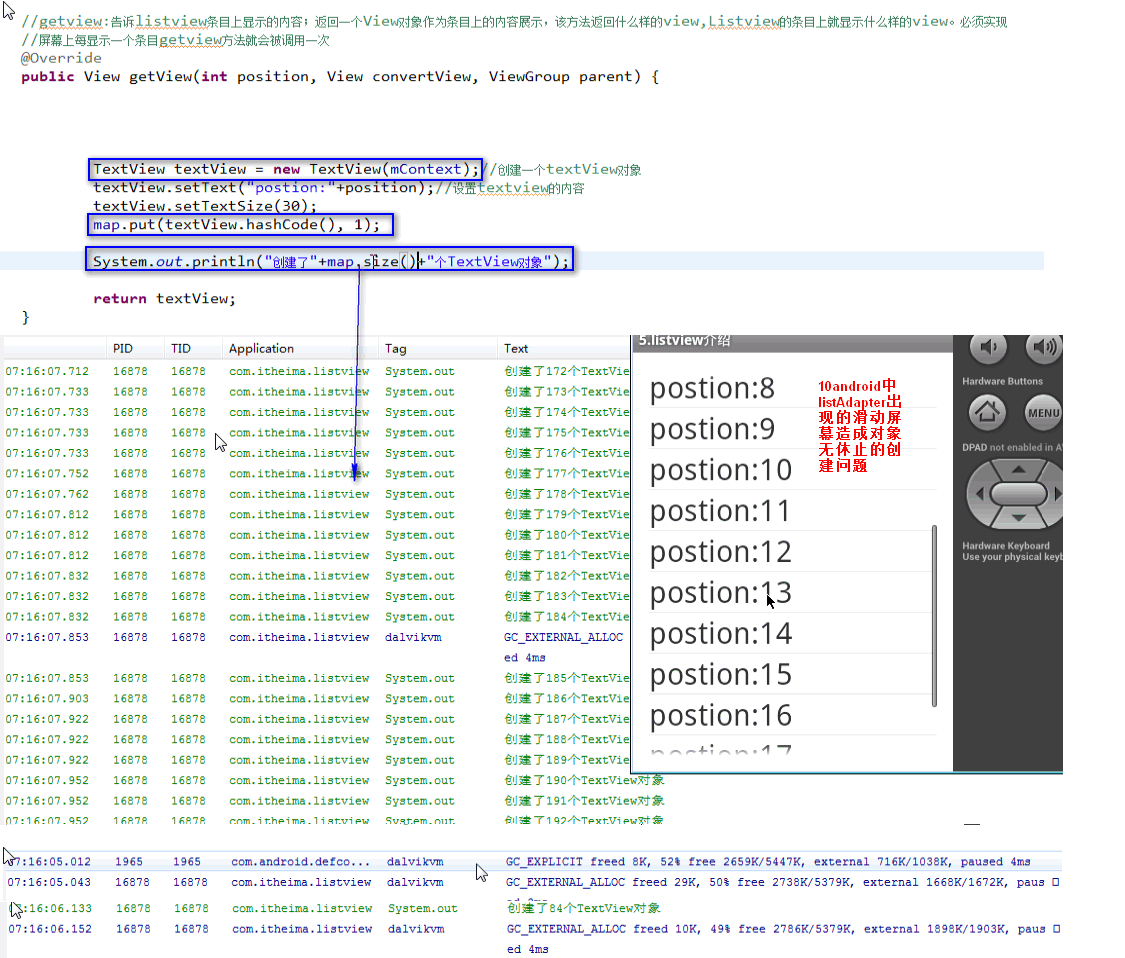 //getview:告诉listview条目上显示的内容；返回一个View对象作为条目上的内容展示，该方法返回什么样的view,Listview的条目上就显示什么样的view。必须实现
//屏幕上每显示一个条目getview方法就会被调用一次
@Override
public View getView(int position, View convertView, ViewGroup parent) {
TextView textView = new TextView(mContext);//创建一个textView对象
textView.setText("postion:"+position);//设置textview的内容
textView.setTextSize(30);
map.put(textView.hashCode(), 1);
System.out.println("创建了"+map.size()+"个TextView对象");
return textView;
}
PID TID Application Tag Text
07:16:07.712 16878 16878 com.itheima.listview System.out 创建了172个TextVie
07:16:07.733 16878 16878 com.itheima.listview System.out 创建了173个TextVie
07:16:07.733 16878 16878 com.itheima.listview System.out 创建了174个TextVie
07:16:07.733 16878 16878 com.itheima.listview System.out 创建了175个TextVie
07:16:07.733 16878 16878 com.itheima.listview System.out 创建了176个TextVie
07:16:07.752 16878 16878 com.itheima.listview System.out 创建了177个TextVie
07:16:07.762 16878 16878 com.itheima.listview System.out 创建了178个TextVie
07:16:07.812 16878 16878 com.itheima.listview System.out 创建了179个TextVie
07:16:07.812 16878 16878 com.itheima.listview System.out 创建了180个TextVie
07:16:07.812 16878 16878 com.itheima.listview System.out 创建了181个TextVie
07:16:07.832 16878 16878 com.itheima.listview System.out 创建了182个TextVie
07:16:07.832 16878 16878 com.itheima.listview System.out 创建了183个TextVie
07:16:07.832 16878 16878 com.itheima.listview System.out 创建了184个TextVie
07:16:07.853 16878 16878 com.itheima.listview dalvikvm GC_EXTERNAL_ALLOC
ed 4ms
07:16:07.853 16878 16878 com.itheima.listview System.out 创建了185个TextVie
07:16:07.903 16878 16878 com.itheima.listview System.out 创建了186个TextVie
07:16:07.922 16878 16878 com.itheima.listview System.out 创建了187个TextVie
07:16:07.922 16878 16878 com.itheima.listview System.out 创建了188个TextVie
07:16:07.922 16878 16878 com.itheima.listview System.out 创建了189个TextVie
07:16:07.952 16878 16878 com.itheima.listview System.out 创建了190个TextView对象
07:16:07.952 16878 16878 com.itheima.listview System.out 创建了191个TextView对象
07:16:07.952 16878 16878 com.itheima.listview System.out 创建了192个TextView对象
5.listview介绍
postion:8
postion:9
postion:10
postion:11
postion:12
postion:13
postion:14
postion:15
postion:16
postion:17
10android中
listAdapter出
现的滑动屏
幕造成对象
无休止的创
建问题
Hardware Buttons
MENU
DPAD not enabled in AV
Hardware Keyboard
Use your physical keyb
07:16:05.012 1965 1965 com.android.defco... dalvikvm GC_EXPLICIT freed 8K, 52% free 2659K/5447K, external 716K/1038K, paused 4ms
07:16:05.043 16878 16878 com.itheima.listview dalvikvm GC_EXTERNAL_ALLOC freed 29K, 50% free 2738K/5379K, external 1668K/1672K, paus
:16:06.133 16878 16878 com.itheima.listview System.out 创建了84个TextView对象
07:16:06.152 16878 16878 com.itheima.listview dalvikvm GC_EXTERNAL_ALLOC freed 10K, 49% free 2786K/5379K, external 1898K/1903K, paus
ed 4ms